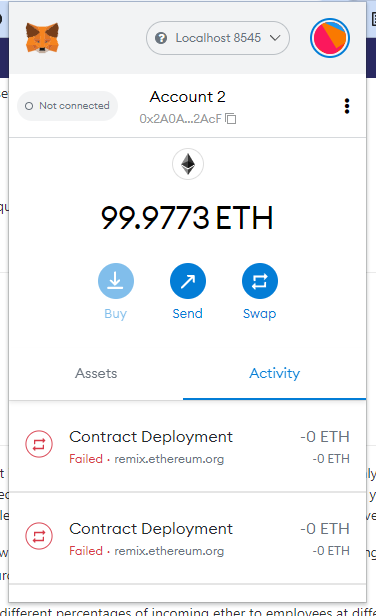 Localhost 8545
Not connected
Account 2
0x2A0A...2AcF
99.9773 ETH
Buy
Send
Swap
Assets
Activity
Contract Deployment
-0 ETH
Failed · remix.ethereum.org
-0 ETH
Contract Deployment
-0 ETH
Failed · remix.ethereum.org
-0 ETH
different percentages of incoming ether to employees at